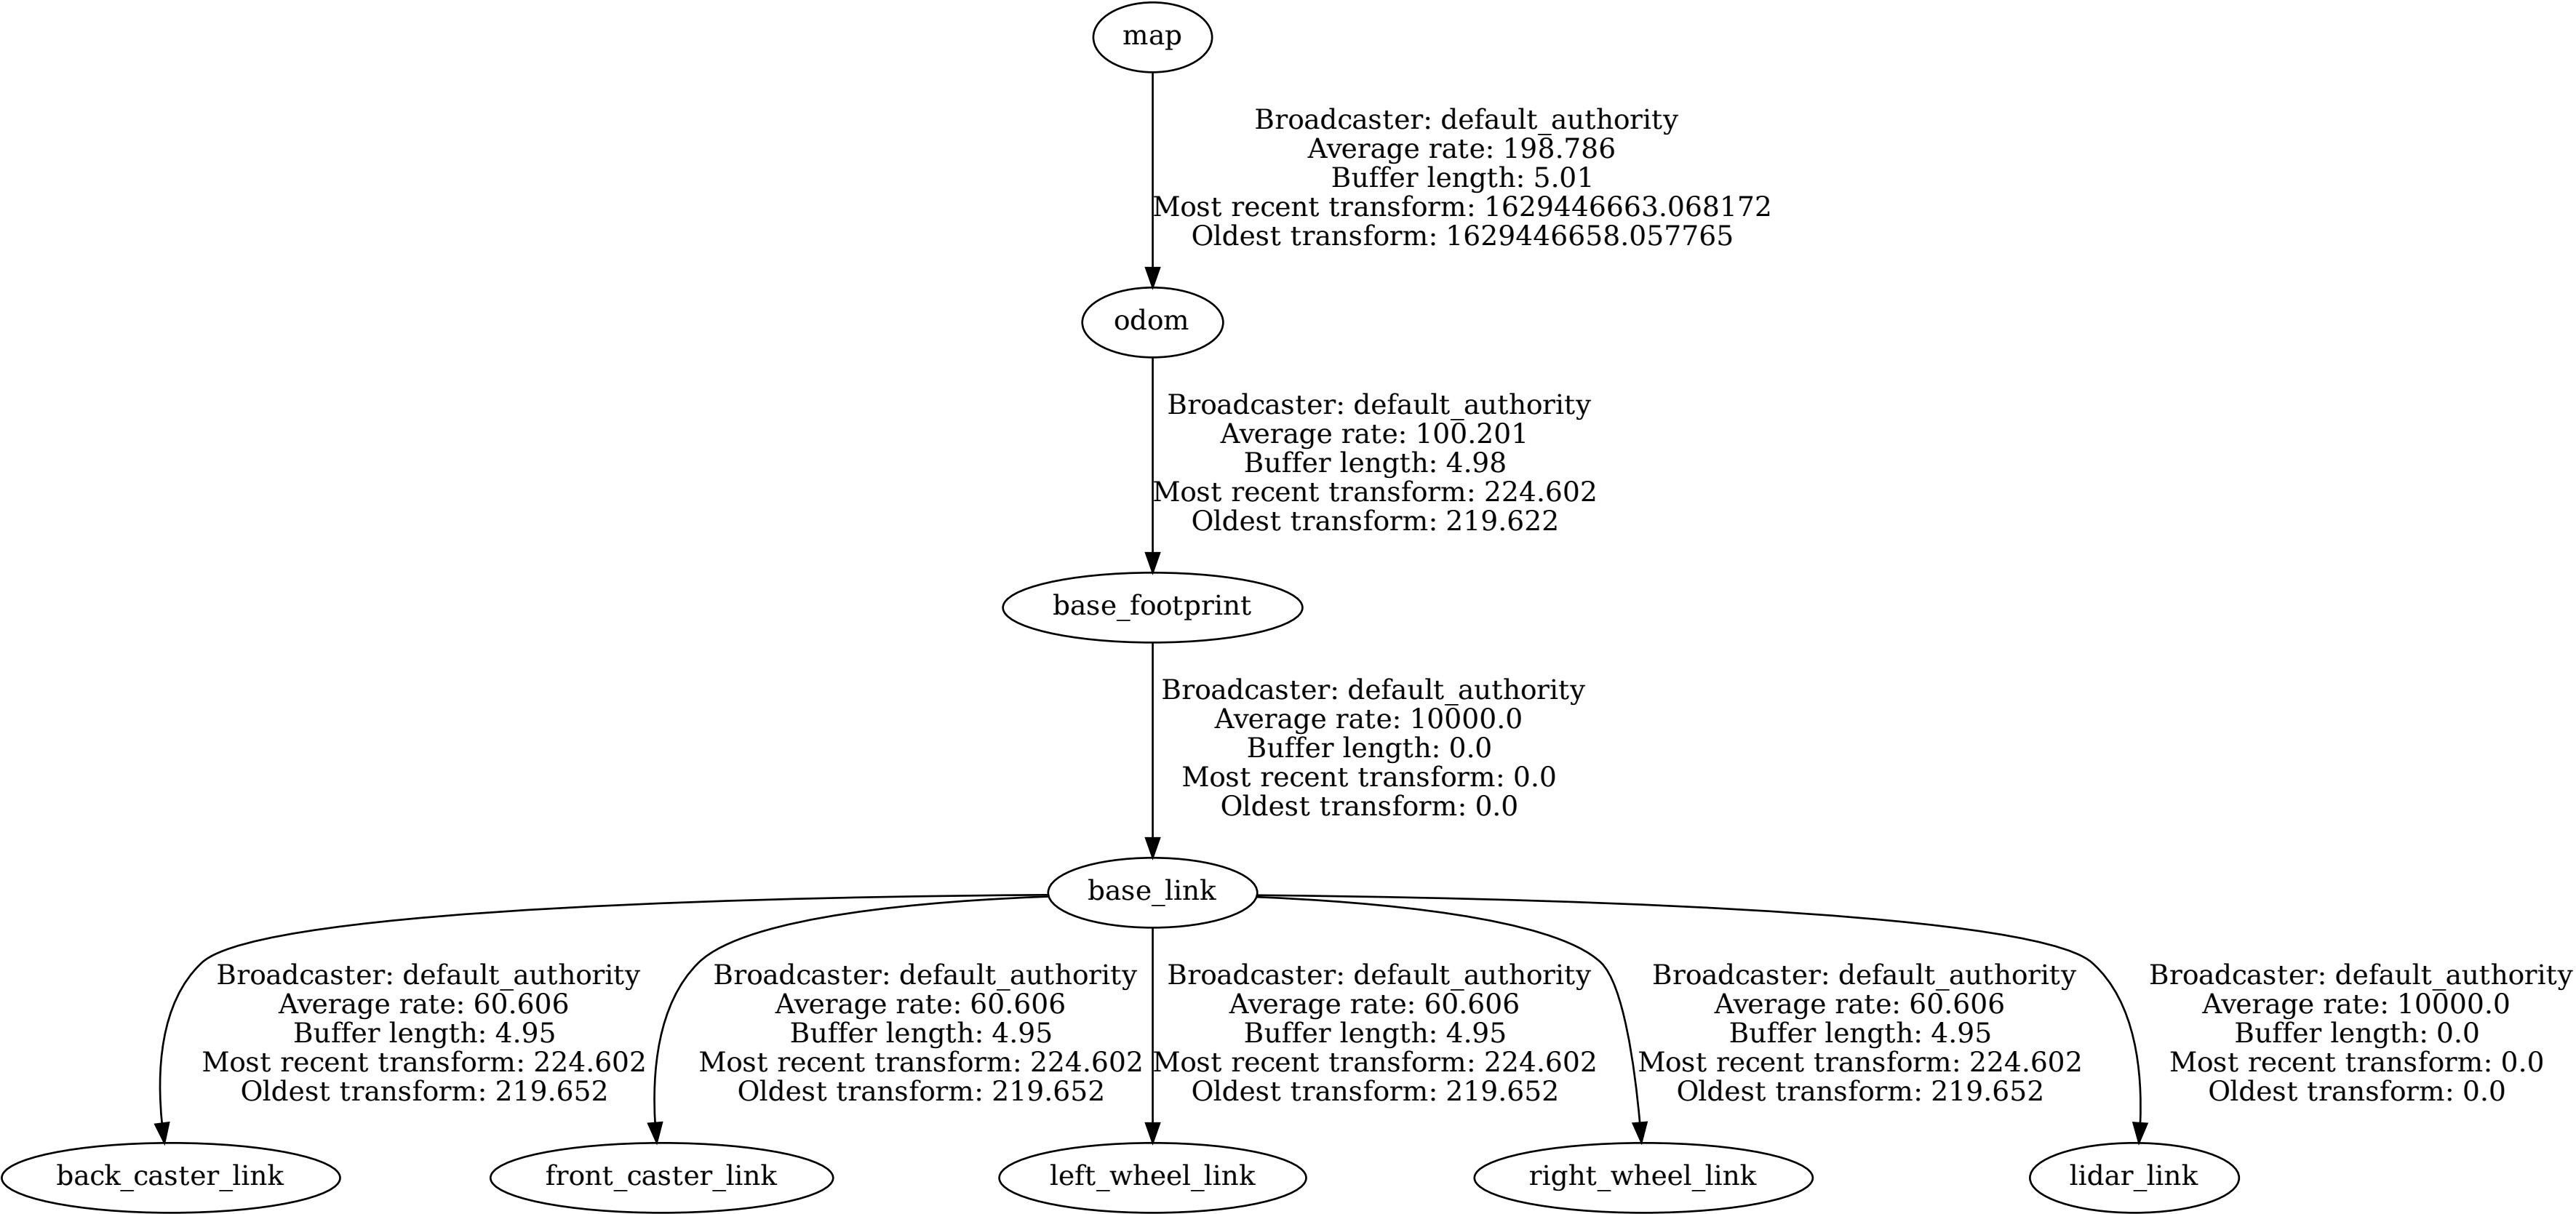 map
Broadcaster: default_authority
Average rate: 198.786
Buffer length: 5.01
Most recent transform: 1629446663.068172
Oldest transform: 1629446658.057765
odom
Broadcaster: default_authority
Average rate: 100.201
Buffer length: 4.98
Most recent transform: 224.602
Oldest transform: 219.622
base_footprint
Broadcaster: default_authority
Average rate: 10000.0
Buffer length: 0.0
Most recent transform: 0.0
Oldest transform: 0.0
base_link
Broadcaster: default_authority
Average rate: 60.606
Buffer length: 4.95
Most recent transform: 224.602
Oldest transform: 219.652
Broadcaster: default_authority
Average rate: 60.606
Buffer length: 4.95
Most recent transform: 224.602
Oldest transform: 219.652
Broadcaster: default_authority
Average rate: 60.606
Buffer length: 4.95
Most recent transform: 224.602
Oldest transform: 219.652
Broadcaster: default_authority
Average rate: 60.606
Buffer length: 4.95
Most recent transform: 224.602
Oldest transform: 219.652
Broadcaster: default_authority
Average rate: 10000.0
Buffer length: 0.0
Most recent transform: 0.0
Oldest transform: 0.0
back_caster_link
front_caster_link
left_wheel_link
right_wheel_link
lidar_link